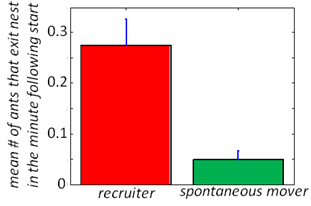 mean # of ants that exit nest
in the minute following start
0.3
0.2
0.1
0
recruiter
spontaneous mover